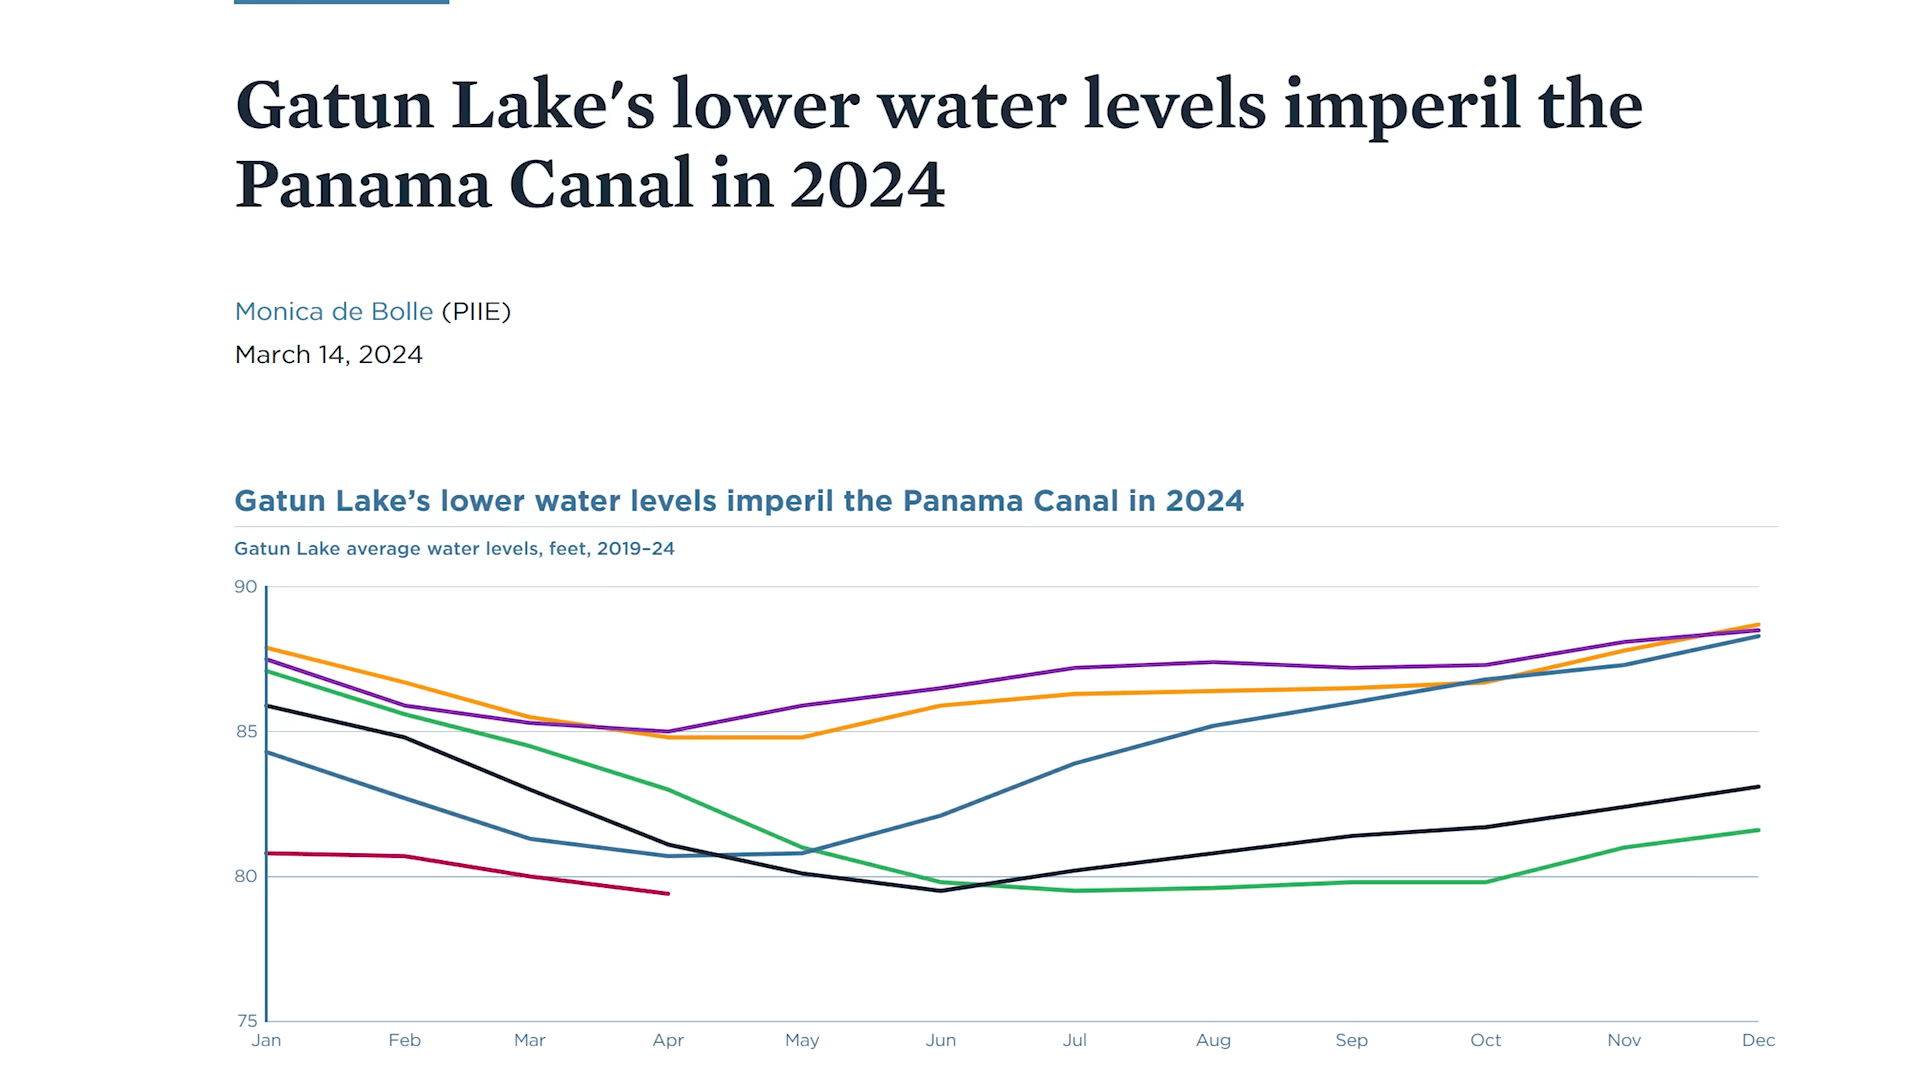 Gatun Lake's lower water levels imperil the
Panama Canal in 2024
Monica de Bolle (PIIE)
March 14, 2024
Gatun Lake’s lower water levels imperil the Panama Canal in 2024
Gatun Lake average water levels, feet, 2019–24
90
85
80
75
Jan Feb Mar Apr May Jun Jul Aug Sep Oct Nov Dec